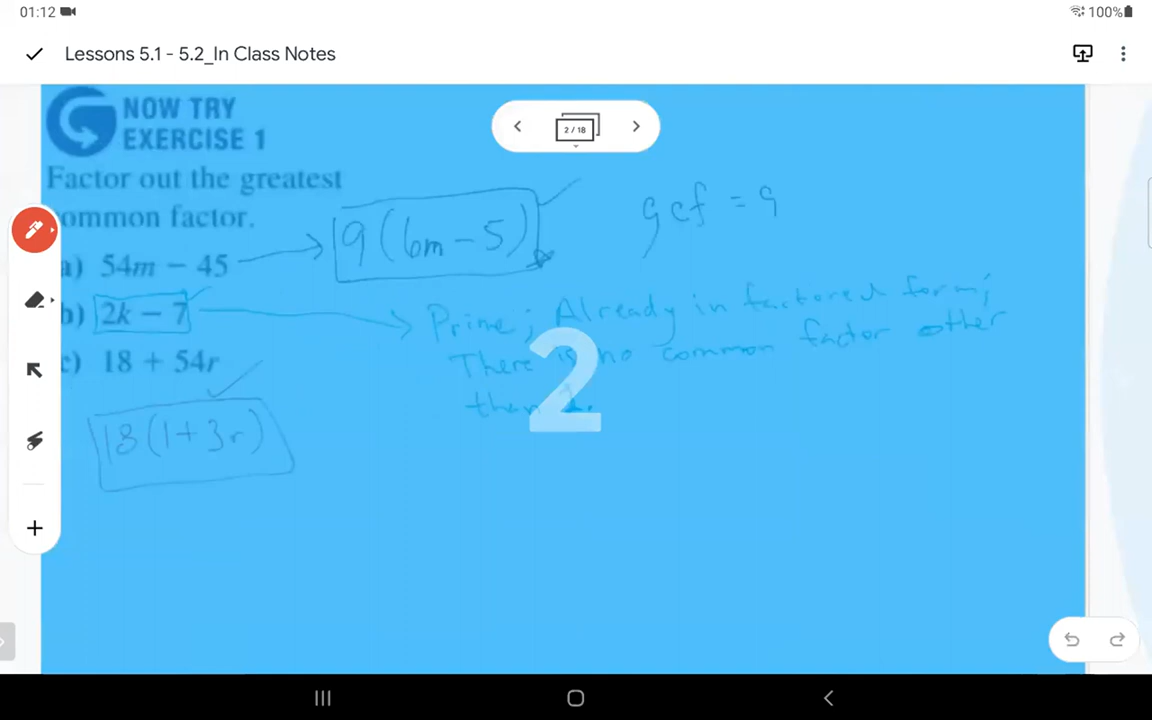 01:12
100%
Lessons 5.1 - 5.2_In Class Notes
NOW TRY
EXERCISE 1
2 / 18
Factor out the greatest
ommon factor.
a) 54m − 45
9(6m − 5)
gcf = 9
b) 2k − 7
Prime; Already in factored form;
There is no common factor other
than 1.
c) 18 + 54r
18(1 + 3r)
2